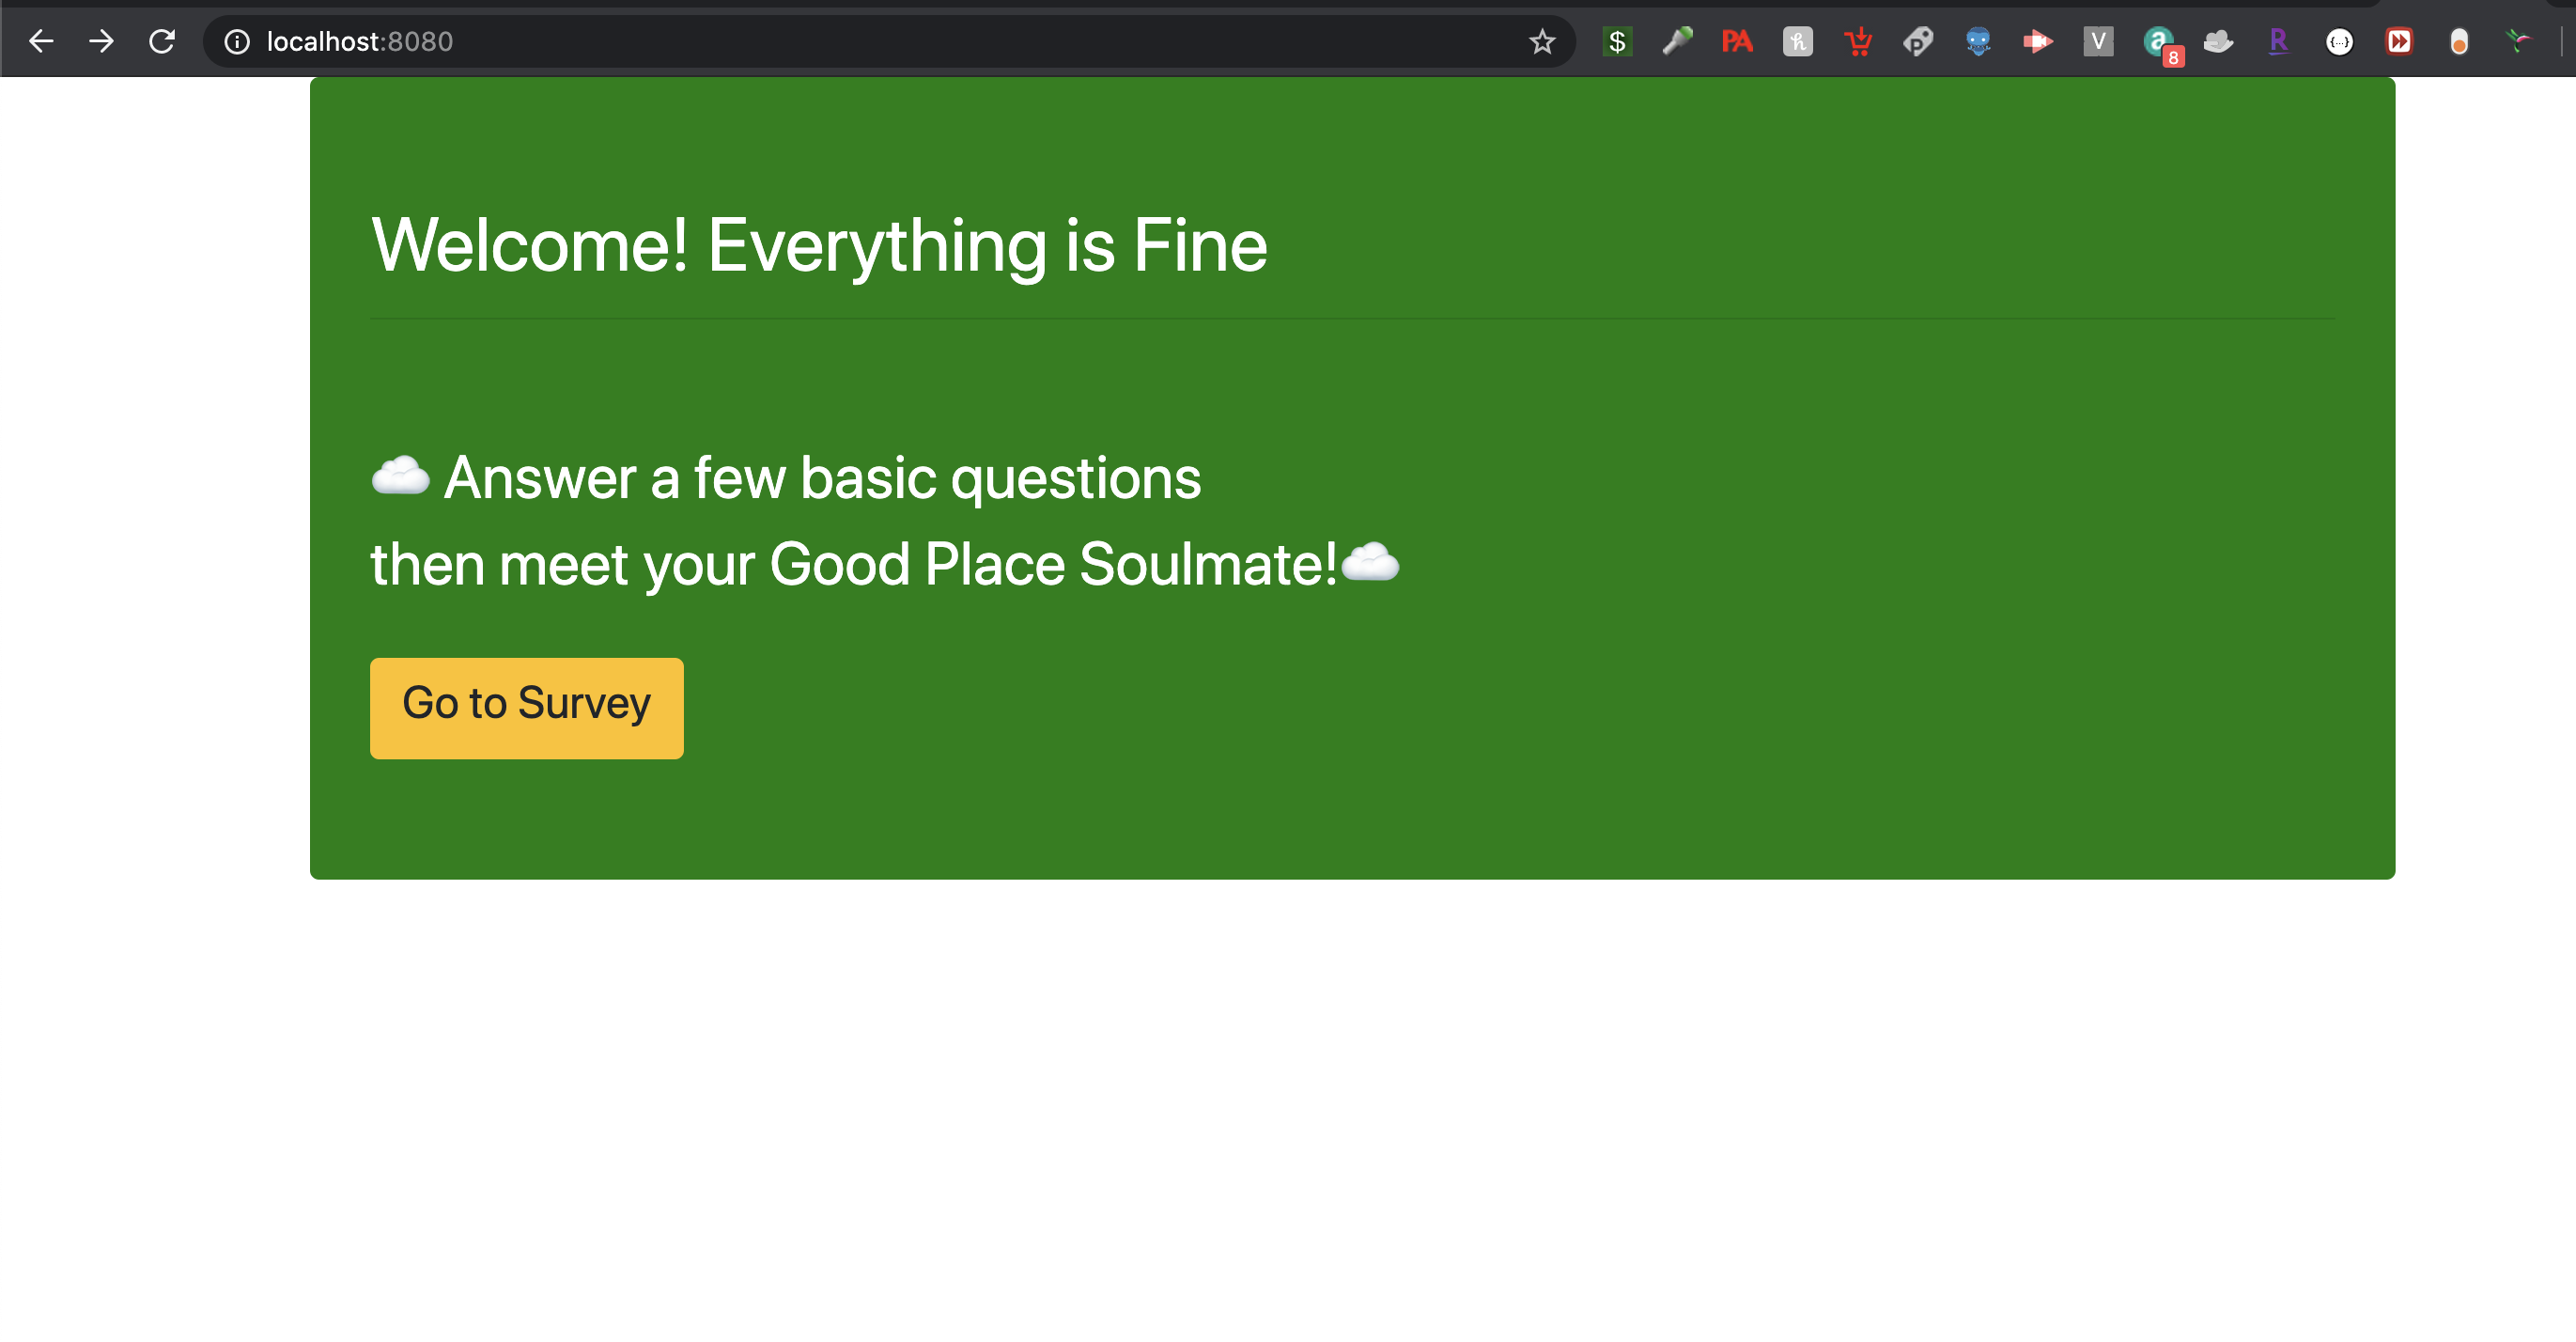 localhost:8080
$
PA
h
P
V
a
8
R
{...}
Welcome! Everything is Fine
☁️ Answer a few basic questions
then meet your Good Place Soulmate!☁️
Go to Survey